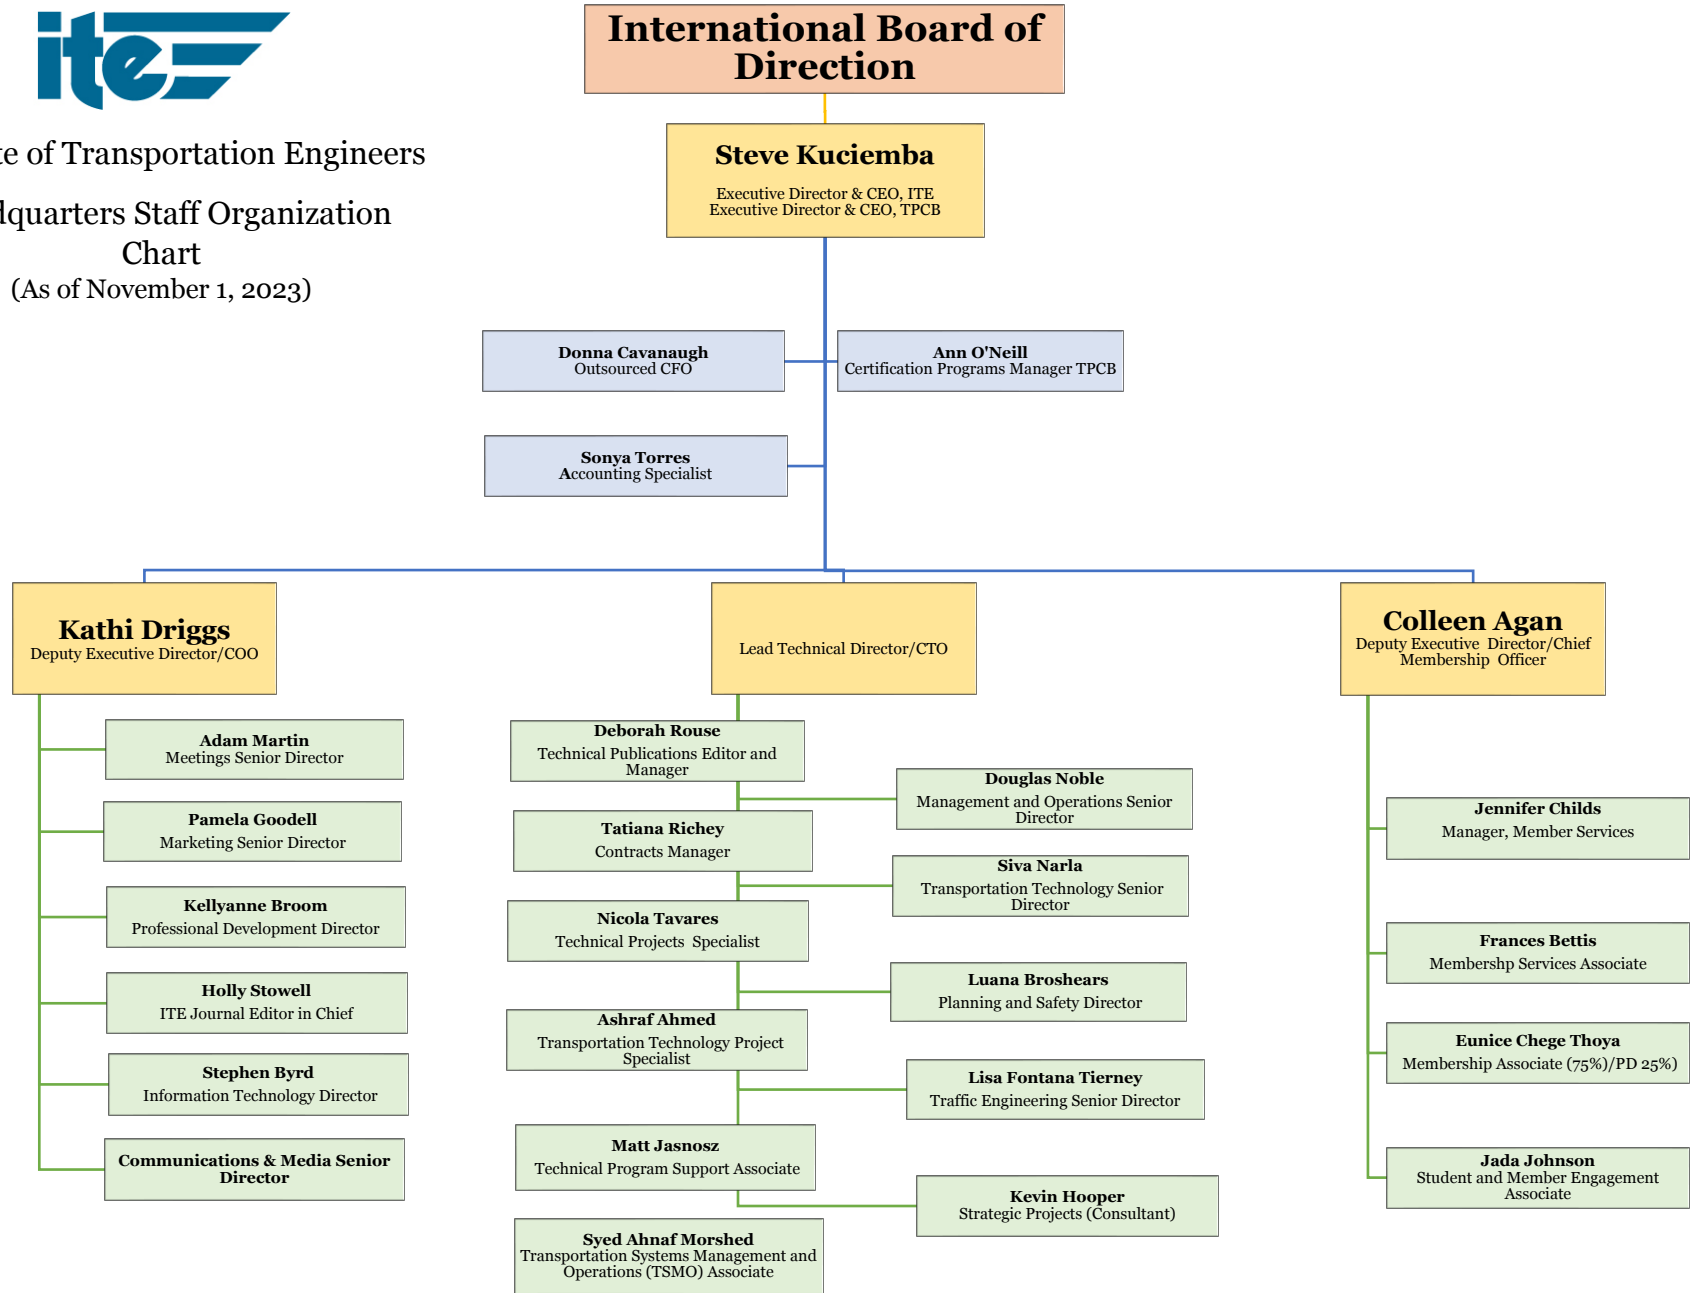 ite
te of Transportation Engineers
dquarters Staff Organization
Chart
(As of November 1, 2023)
International Board of
Direction
Steve Kuciemba
Executive Director & CEO, ITE
Executive Director & CEO, TPCB
Donna Cavanaugh
Outsourced CFO
Ann O'Neill
Certification Programs Manager TPCB
Sonya Torres
Accounting Specialist
Kathi Driggs
Deputy Executive Director/COO
Adam Martin
Meetings Senior Director
Pamela Goodell
Marketing Senior Director
Kellyanne Broom
Professional Development Director
Holly Stowell
ITE Journal Editor in Chief
Stephen Byrd
Information Technology Director
Communications & Media Senior
Director
Lead Technical Director/CTO
Deborah Rouse
Technical Publications Editor and
Manager
Tatiana Richey
Contracts Manager
Nicola Tavares
Technical Projects  Specialist
Ashraf Ahmed
Transportation Technology Project
Specialist
Matt Jasnosz
Technical Program Support Associate
Syed Ahnaf Morshed
Transportation Systems Management and
Operations (TSMO) Associate
Douglas Noble
Management and Operations Senior
Director
Siva Narla
Transportation Technology Senior
Director
Luana Broshears
Planning and Safety Director
Lisa Fontana Tierney
Traffic Engineering Senior Director
Kevin Hooper
Strategic Projects (Consultant)
Colleen Agan
Deputy Executive  Director/Chief
Membership  Officer
Jennifer Childs
Manager, Member Services
Frances Bettis
Membershp Services Associate
Eunice Chege Thoya
Membership Associate (75%)/PD 25%)
Jada Johnson
Student and Member Engagement
Associate